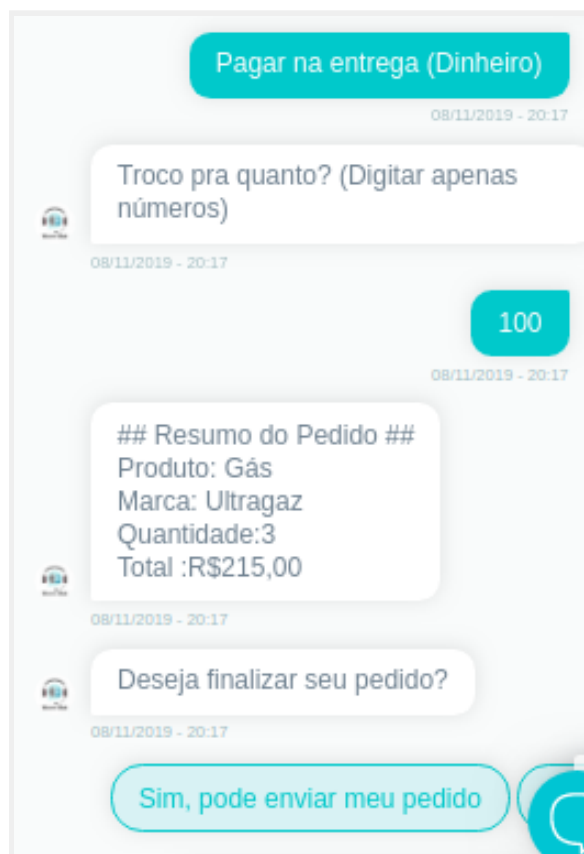 Pagar na entrega (Dinheiro)
08/11/2019 - 20:17
Troco pra quanto? (Digitar apenas
números)
08/11/2019 - 20:17
100
08/11/2019 - 20:17
## Resumo do Pedido ##
Produto: Gás
Marca: Ultragaz
Quantidade:3
Total :R$215,00
08/11/2019 - 20:17
Deseja finalizar seu pedido?
08/11/2019 - 20:17
Sim, pode enviar meu pedido